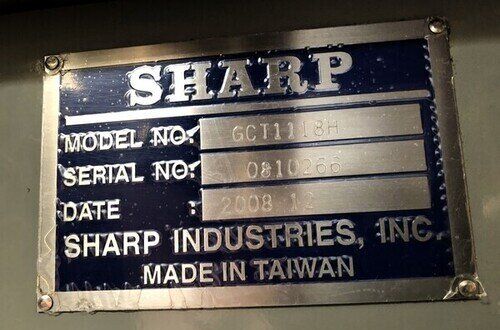 SHARP
MODEL NO: GCT1118H
SERIAL NO: 0810266
DATE : 2008 12
SHARP INDUSTRIES, INC.
MADE IN TAIWAN